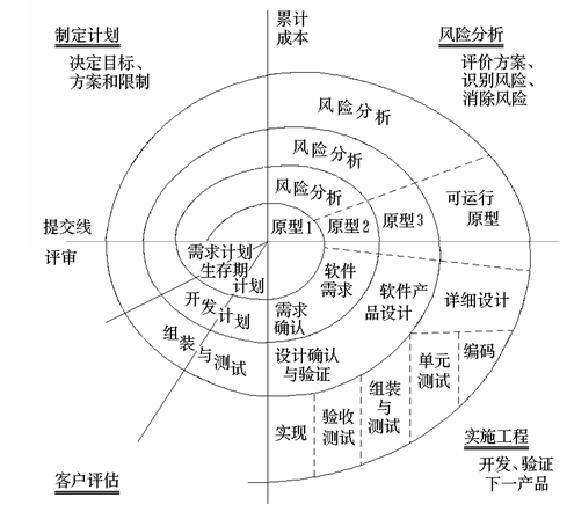 制定计划
决定目标、
方案和限制
累计
成本
风险分析
评价方案、
识别风险、
消除风险
风险分析
风险分析
风险分析
可运行
原型
原型1
原型2
原型3
提交线
评审
需求计划
生存期
计划
开发计划
组装与测试
软件
需求
需求
确认
软件产
品设计
详细设计
设计确认
与验证
实现
验收
测试
组装
与
测试
单元
测试
编码
客户评估
实施工程
开发、验证
下一产品